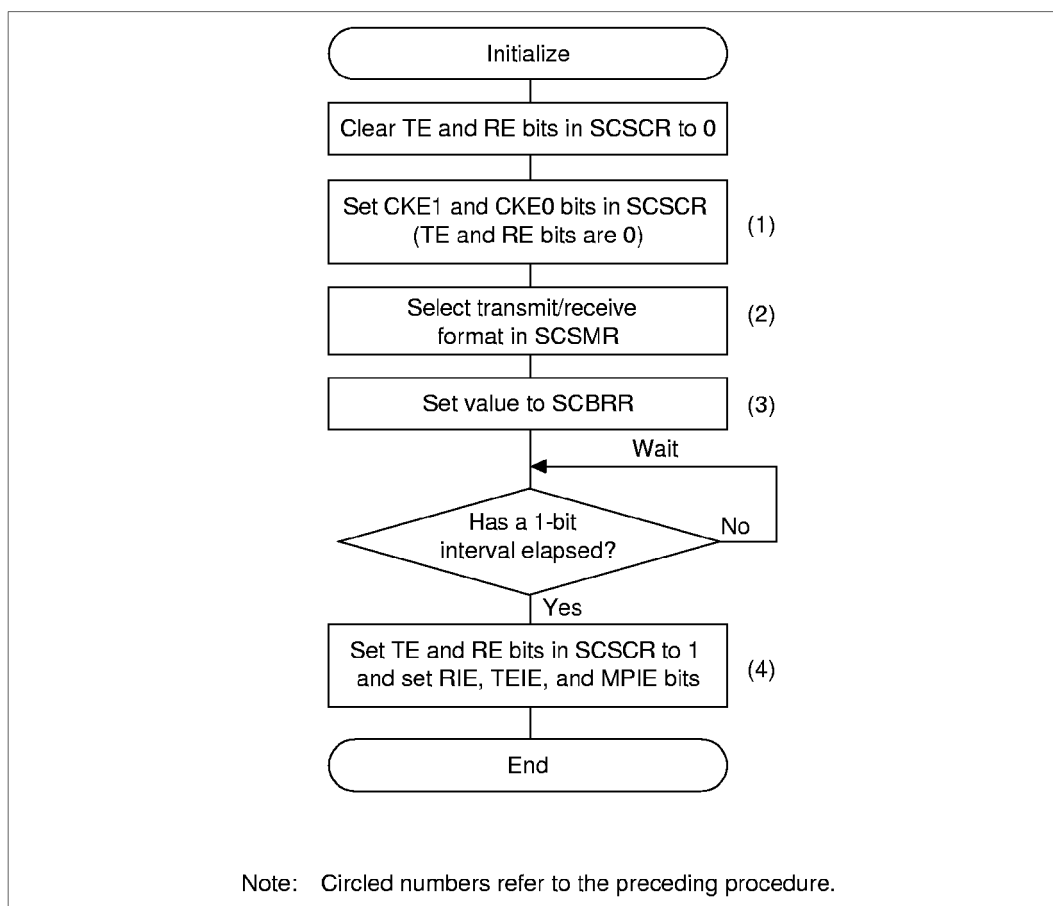 Initialize
Clear TE and RE bits in SCSCR to 0
Set CKE1 and CKE0 bits in SCSCR
(TE and RE bits are 0)
(1)
Select transmit/receive
format in SCSMR
(2)
Set value to SCBRR
(3)
Wait
Has a 1-bit
interval elapsed?
No
Yes
Set TE and RE bits in SCSCR to 1
and set RIE, TEIE, and MPIE bits
(4)
End
Note: Circled numbers refer to the preceding procedure.